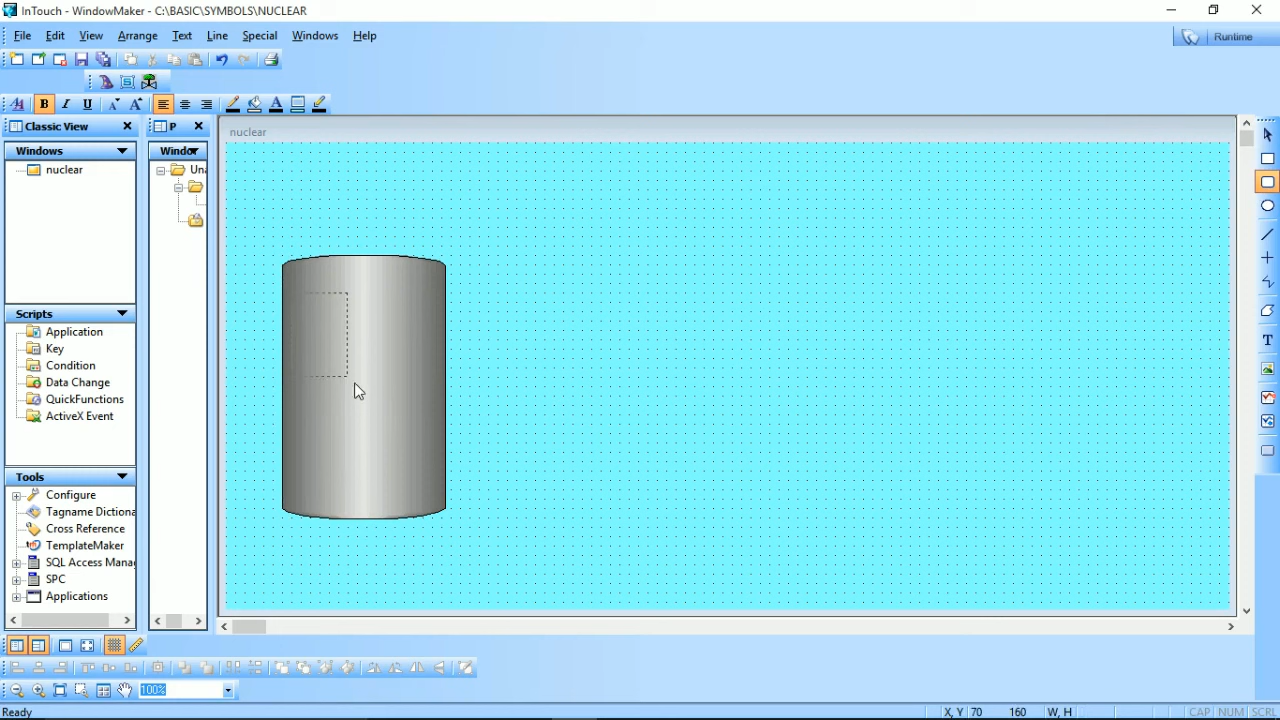 InTouch - WindowMaker - C:\BASIC\SYMBOLS\NUCLEAR
File Edit View Arrange Text Line Special Windows Help
Runtime
B I U
Classic View
P
nuclear
Windows
nuclear
Una
Scripts
Application
Key
Condition
Data Change
QuickFunctions
ActiveX Event
Tools
Configure
Tagname Dictiona
Cross Reference
TemplateMaker
SQL Access Mana
SPC
Applications
T
100%
Ready
X, Y 70 160 W, H CAP NUM SCRL